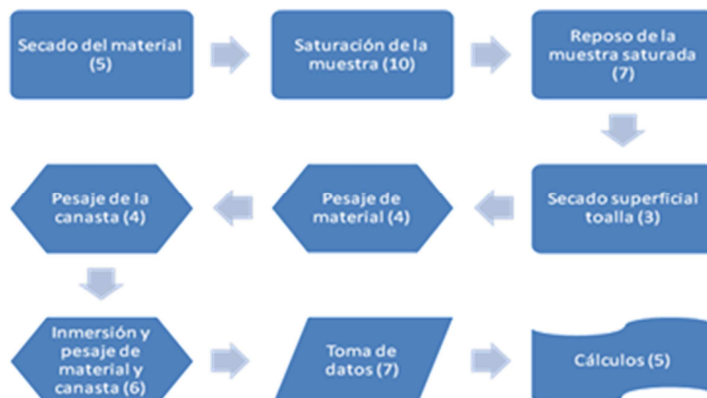 Secado del material
(5)
Saturación de la
muestra (10)
Reposo de la
muestra saturada
(7)
Secado superficial
toalla (3)
Pesaje de
material (4)
Pesaje de la
canasta (4)
Inmersión y
pesaje de
material y
canasta (6)
Toma de
datos (7)
Cálculos (5)